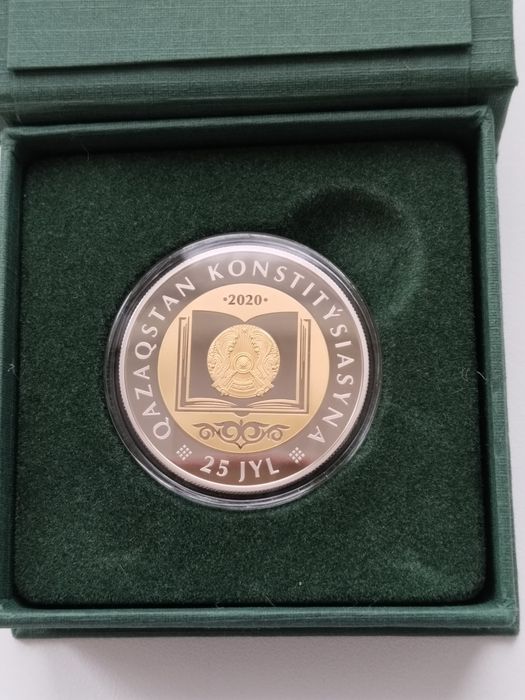 QAZAQSTAN KONSTITÝSIASYNA
•2020•
25 JYL